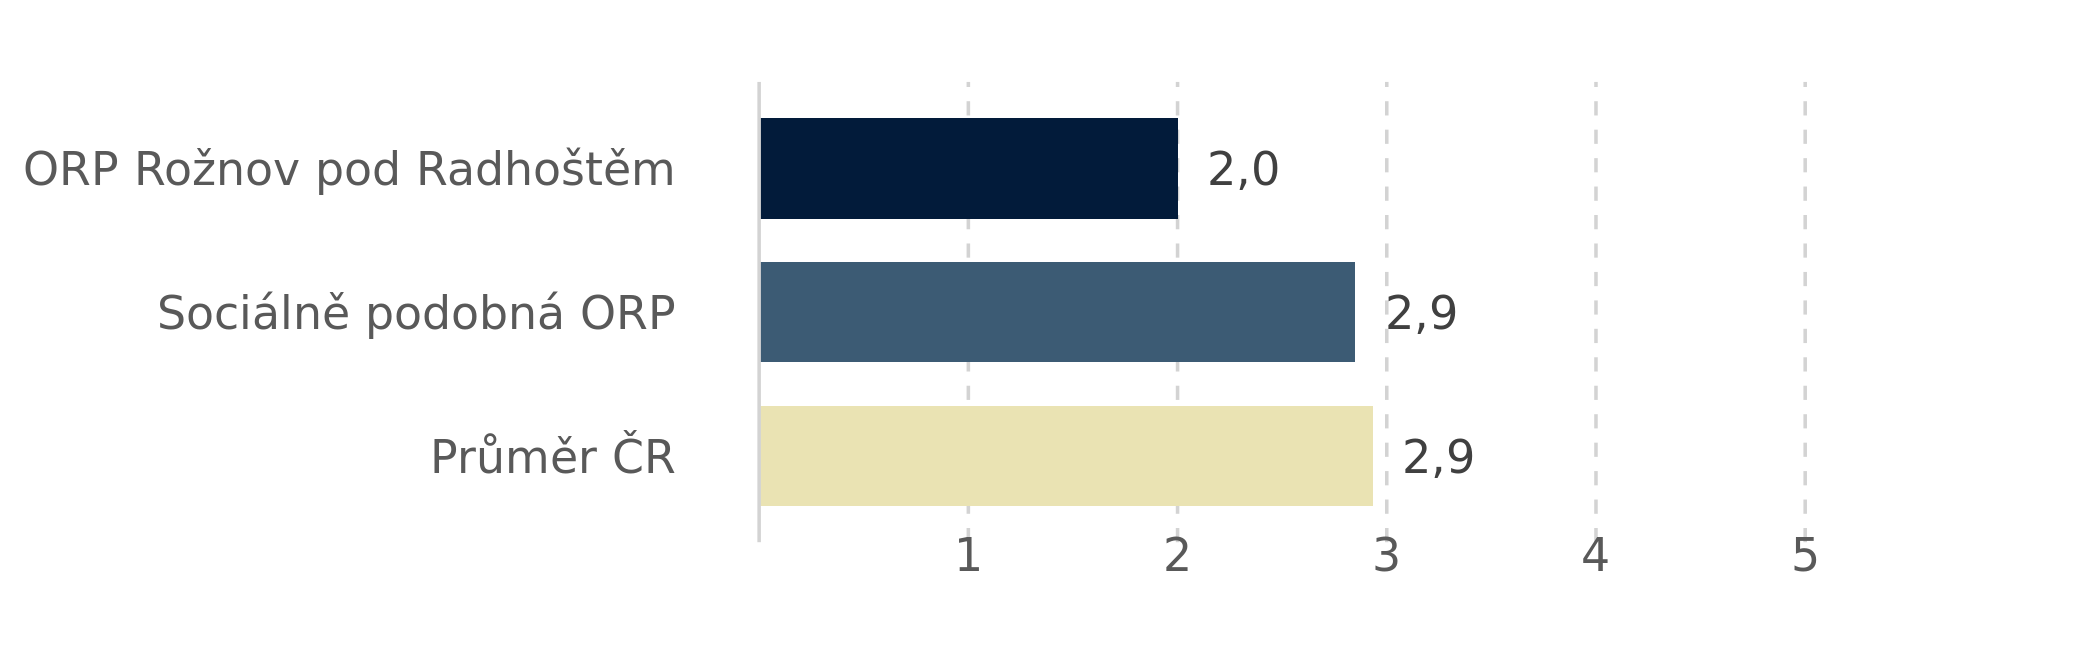 ORP Rožnov pod Radhoštěm 2,0
Sociálně podobná ORP 2,9
Průměr ČR 2,9
1 2 3 4 5